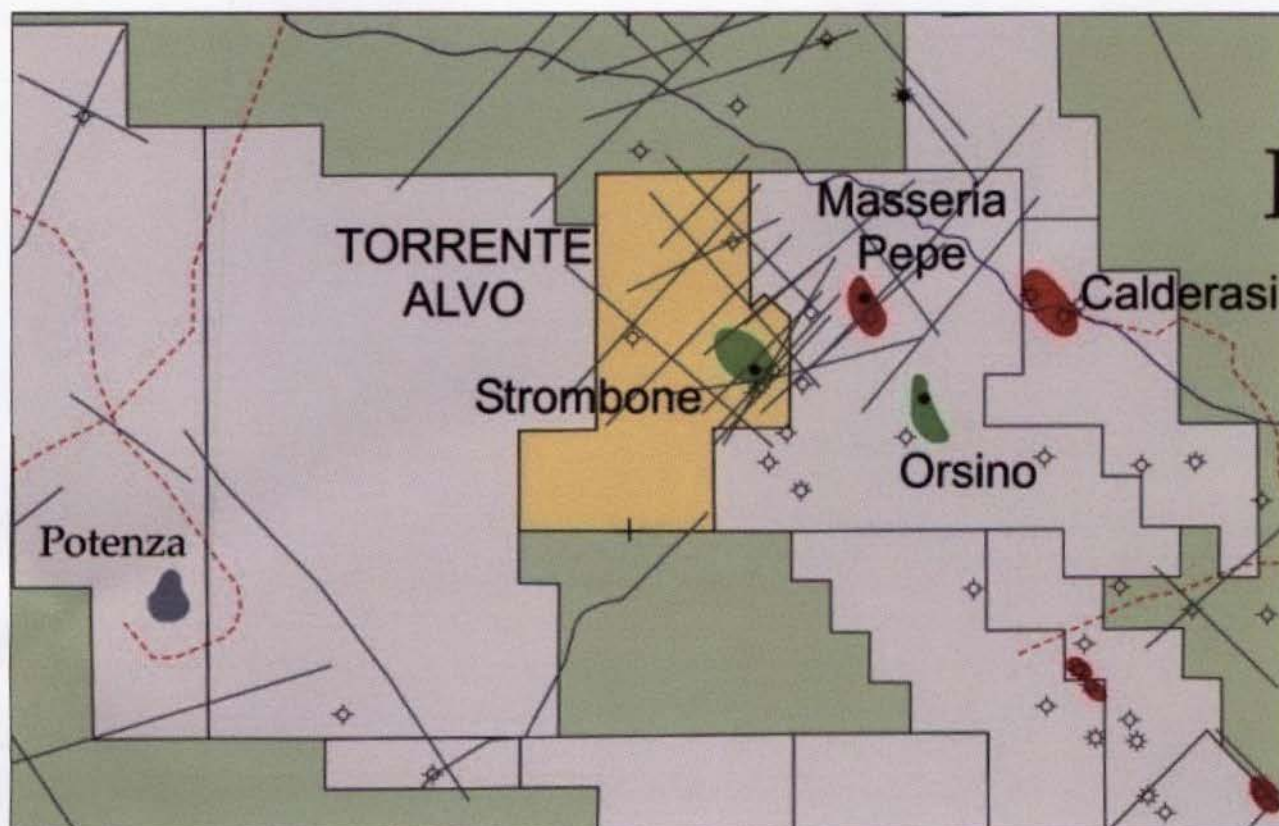 TORRENTE
ALVO
Masseria
Pepe
Calderasi
Strombone
Orsino
Potenza